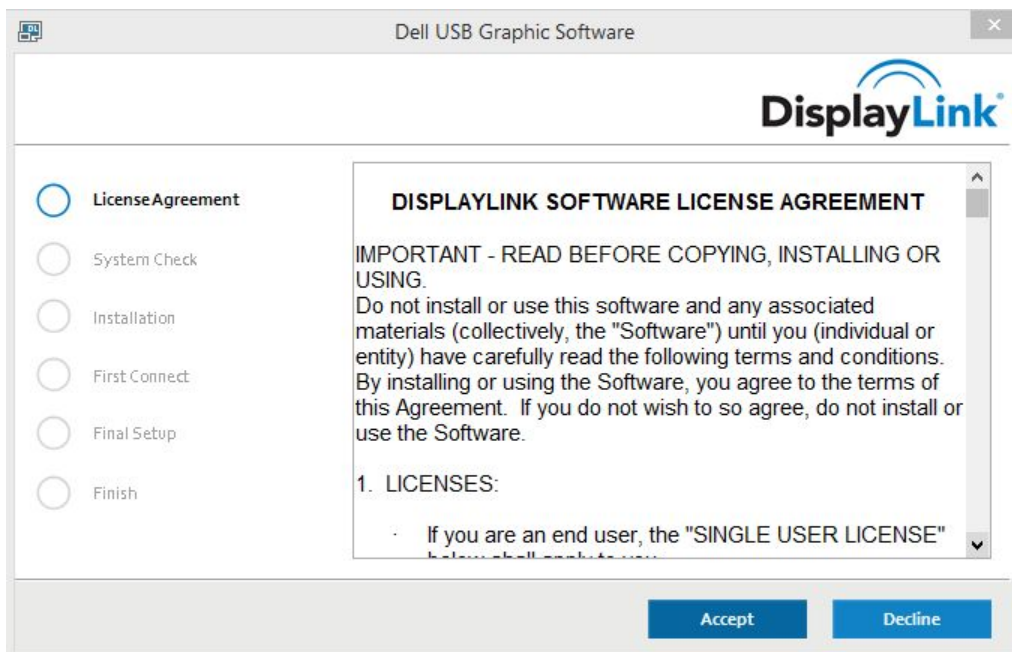 Dell USB Graphic Software
DisplayLink
License Agreement
System Check
Installation
First Connect
Final Setup
Finish
DISPLAYLINK SOFTWARE LICENSE AGREEMENT
IMPORTANT - READ BEFORE COPYING, INSTALLING OR
USING.
Do not install or use this software and any associated
materials (collectively, the "Software") until you (individual or
entity) have carefully read the following terms and conditions.
By installing or using the Software, you agree to the terms of
this Agreement.  If you do not wish to so agree, do not install or
use the Software.
1.  LICENSES:
· If you are an end user, the "SINGLE USER LICENSE"
Accept
Decline